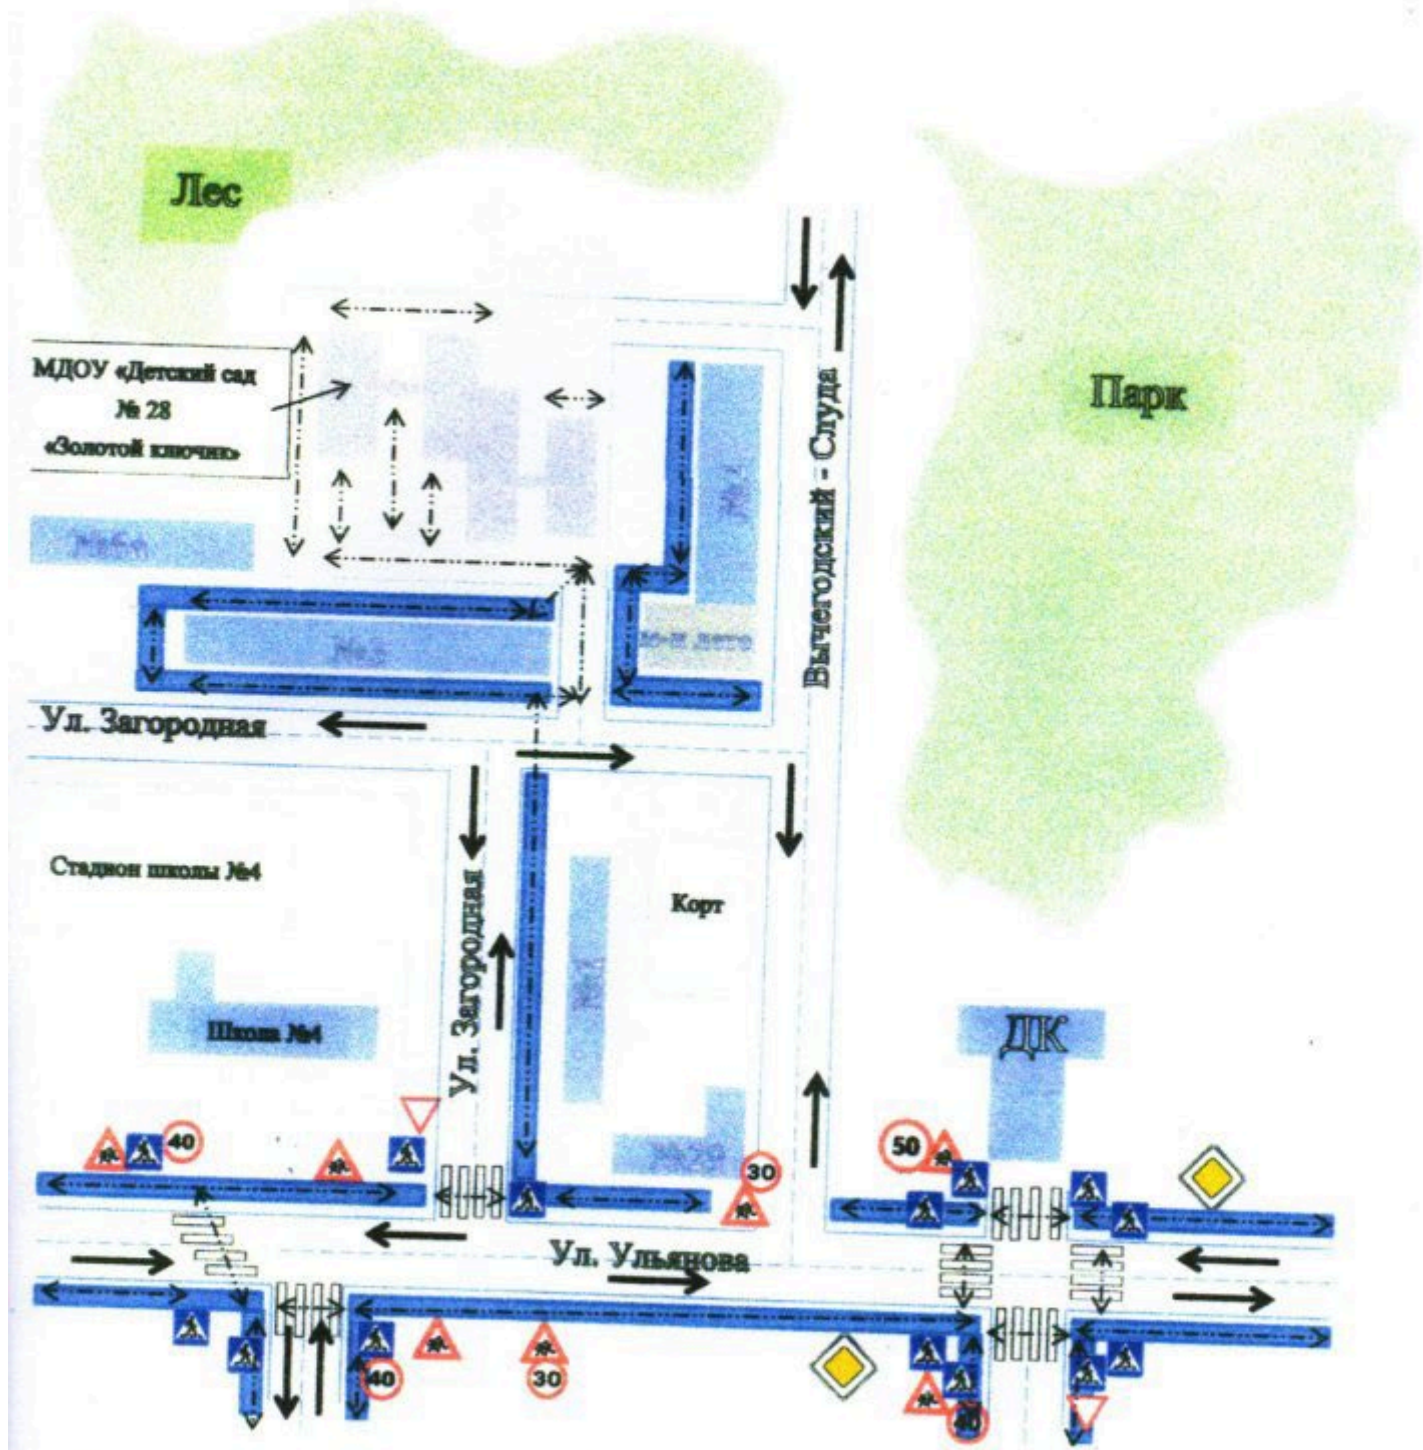 Лес
МДОУ «Детский сад
№ 28
«Золотой ключик»
Парк
Вычегодский - Слуда
№3
Ул. Загородная
Стадион школы №4
Ул. Загородная
Корт
Школа №4
ДК
40
30
50
Ул. Ульянова
40
30
40